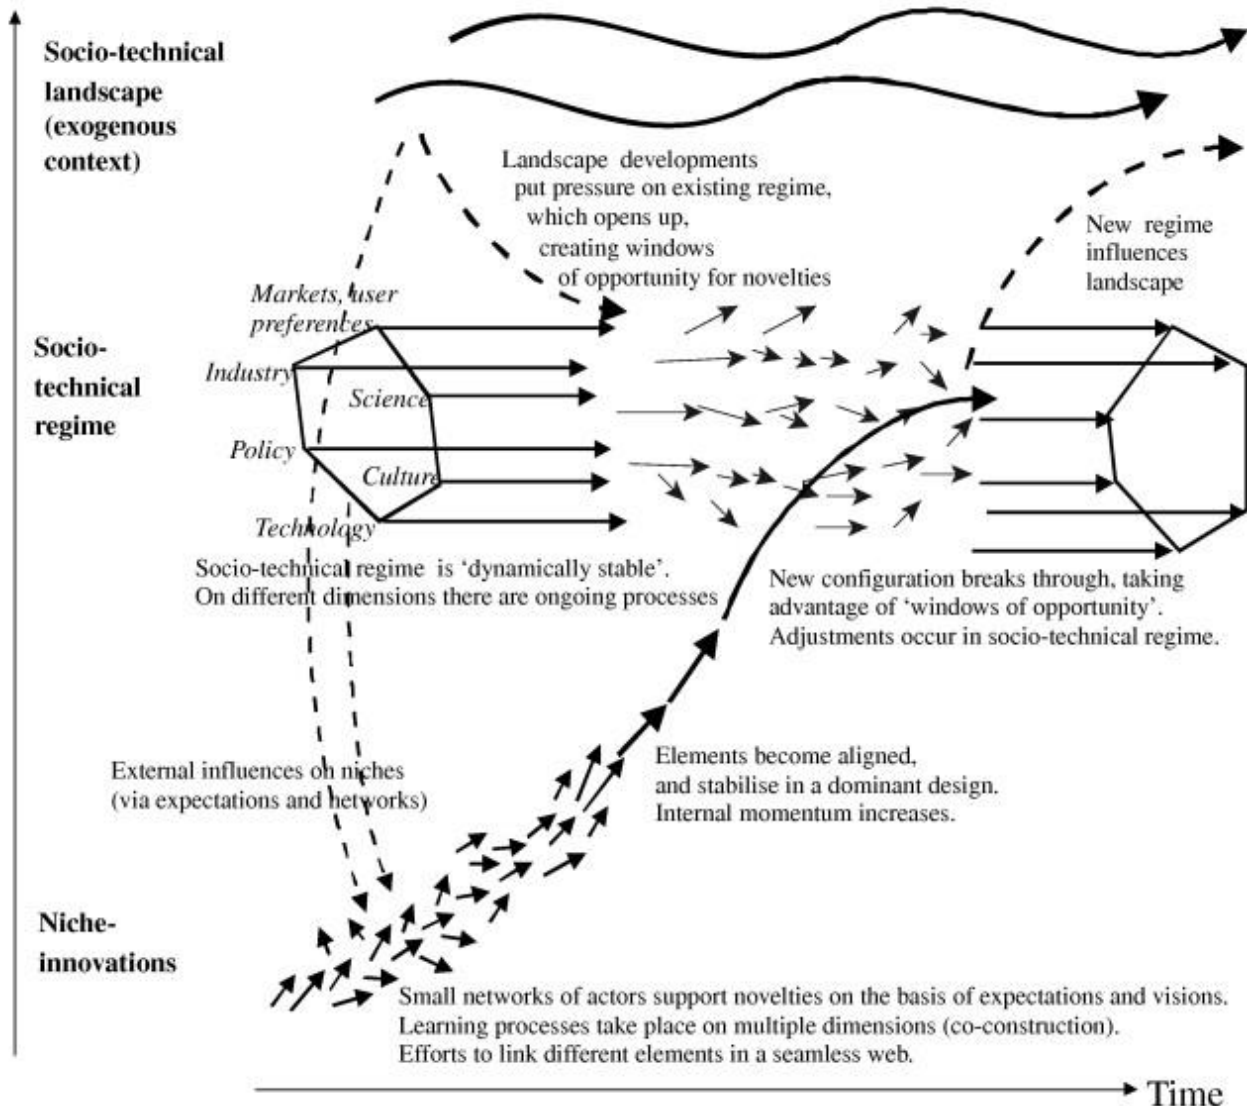 Socio-technical
landscape
(exogenous
context)
Landscape developments
put pressure on existing regime,
which opens up,
creating windows
of opportunity for novelties
New regime
influences
landscape
Markets, user
preferences
Socio-
technical
regime
Industry
Science
Policy
Culture
Technology
Socio-technical regime is ‘dynamically stable’.
On different dimensions there are ongoing processes
New configuration breaks through, taking
advantage of ‘windows of opportunity’.
Adjustments occur in socio-technical regime.
External influences on niches
(via expectations and networks)
Elements become aligned,
and stabilise in a dominant design.
Internal momentum increases.
Niche-
innovations
Small networks of actors support novelties on the basis of expectations and visions.
Learning processes take place on multiple dimensions (co-construction).
Efforts to link different elements in a seamless web.
Time